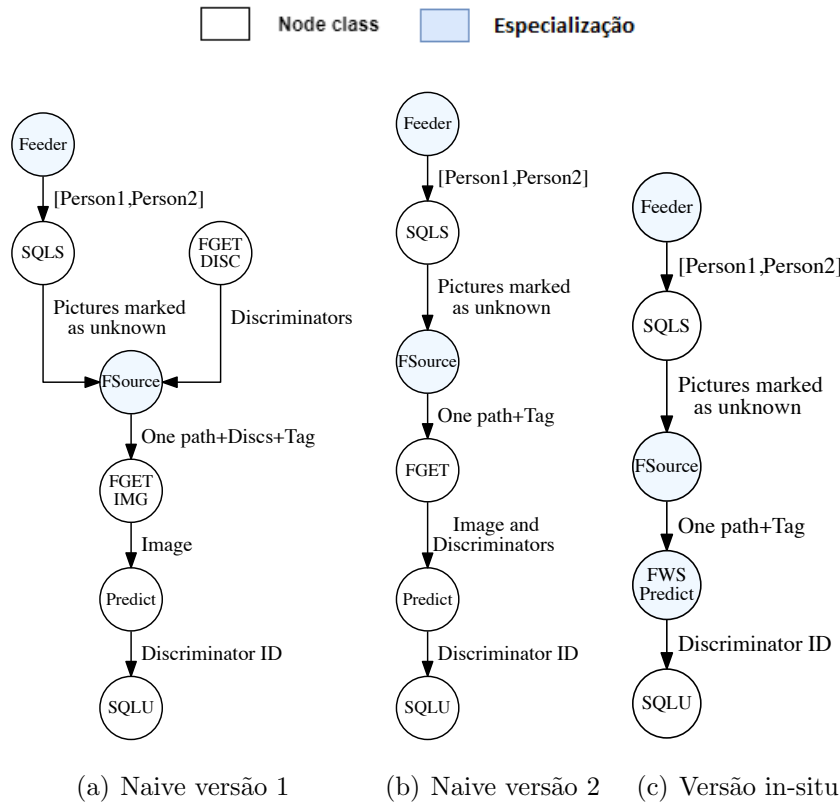 Node class
Especialização
Feeder
[Person1,Person2]
SQLS
FGET
DISC
Pictures marked
as unknown
Discriminators
FSource
One path+Discs+Tag
FGET
IMG
Image
Predict
Discriminator ID
SQLU
(a) Naive versão 1
Feeder
[Person1,Person2]
SQLS
Pictures marked
as unknown
FSource
One path+Tag
FGET
Image and
Discriminators
Predict
Discriminator ID
SQLU
(b) Naive versão 2
Feeder
[Person1,Person2]
SQLS
Pictures marked
as unknown
FSource
One path+Tag
FWS
Predict
Discriminator ID
SQLU
(c) Versão in-situ